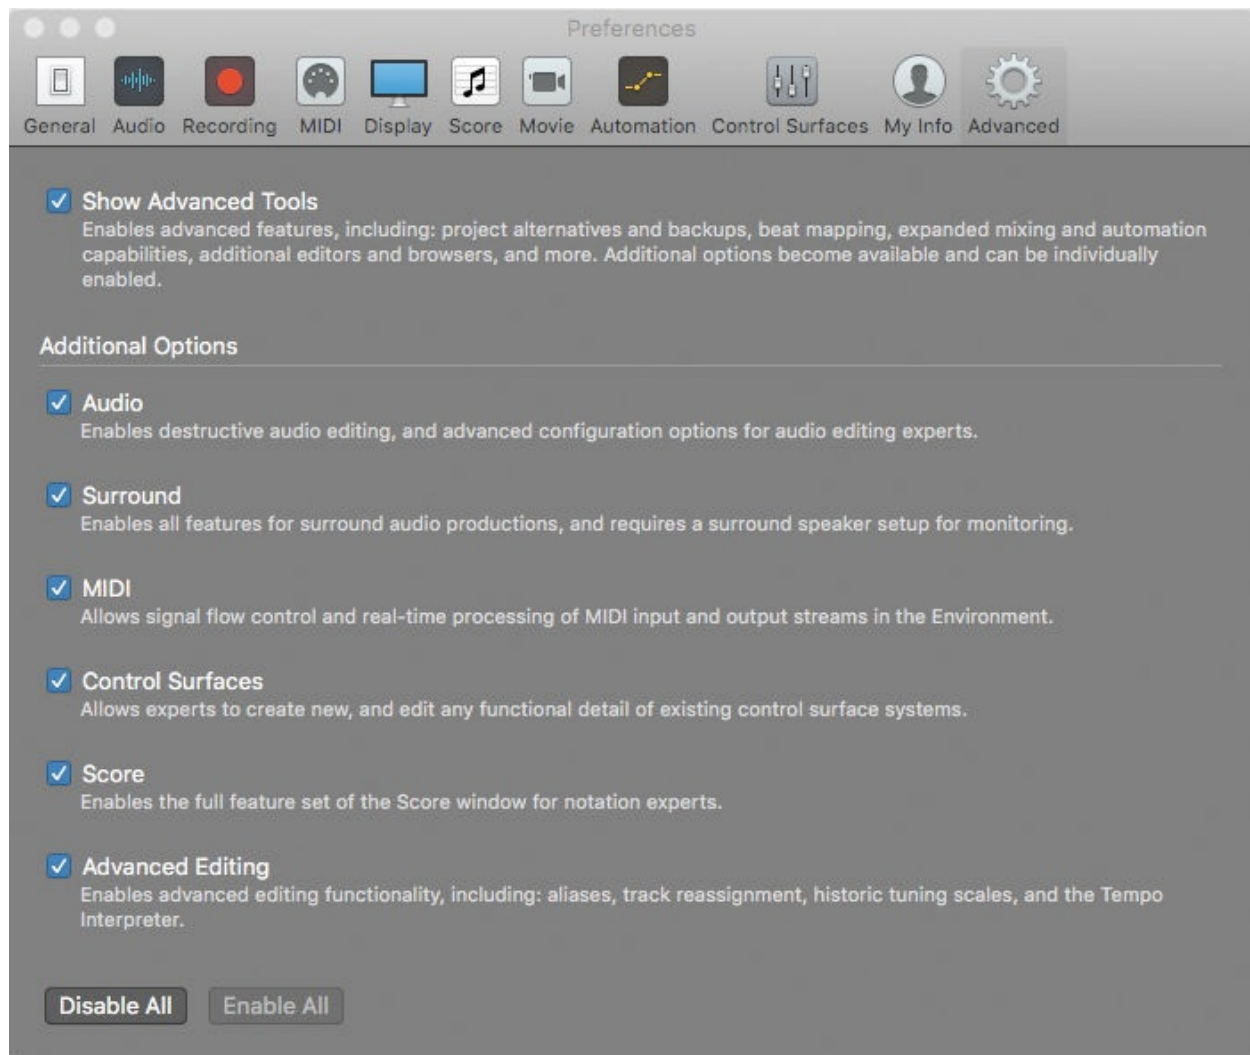 Preferences
General Audio Recording MIDI Display Score Movie Automation Control Surfaces My Info Advanced
Show Advanced Tools
Enables advanced features, including: project alternatives and backups, beat mapping, expanded mixing and automation
capabilities, additional editors and browsers, and more. Additional options become available and can be individually
enabled.
Additional Options
Audio
Enables destructive audio editing, and advanced configuration options for audio editing experts.
Surround
Enables all features for surround audio productions, and requires a surround speaker setup for monitoring.
MIDI
Allows signal flow control and real-time processing of MIDI input and output streams in the Environment.
Control Surfaces
Allows experts to create new, and edit any functional detail of existing control surface systems.
Score
Enables the full feature set of the Score window for notation experts.
Advanced Editing
Enables advanced editing functionality, including: aliases, track reassignment, historic tuning scales, and the Tempo
Interpreter.
Disable All Enable All